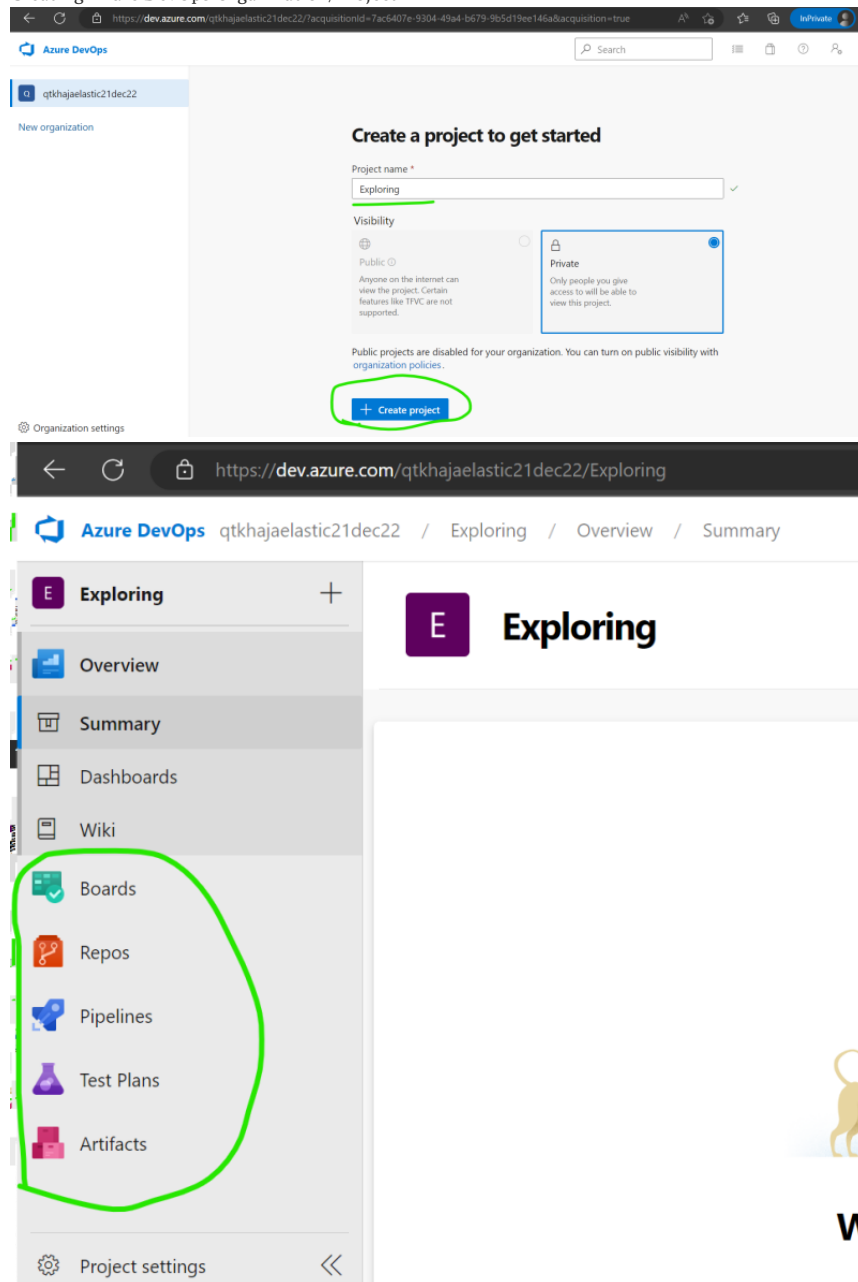 https://dev.azure.com/qtkhajaelastic21dec22/?acquisitionId=7ac6407e-9304-49a4-b679-9b5d19ee146a&acquisition=true
InPrivate
Azure DevOps
Search
Q qtkhajaelastic21dec22
New organization
Create a project to get started
Project name *
Exploring
Visibility
Public
Anyone on the internet can
view the project. Certain
features like TFVC are not
supported.
Private
Only people you give
access to will be able to
view this project.
Public projects are disabled for your organization. You can turn on public visibility with
organization policies.
+ Create project
Organization settings
https://dev.azure.com/qtkhajaelastic21dec22/Exploring
Azure DevOps qtkhajaelastic21dec22 / Exploring / Overview / Summary
E Exploring +
E Exploring
Overview
Summary
Dashboards
Wiki
Boards
Repos
Pipelines
Test Plans
Artifacts
Project settings